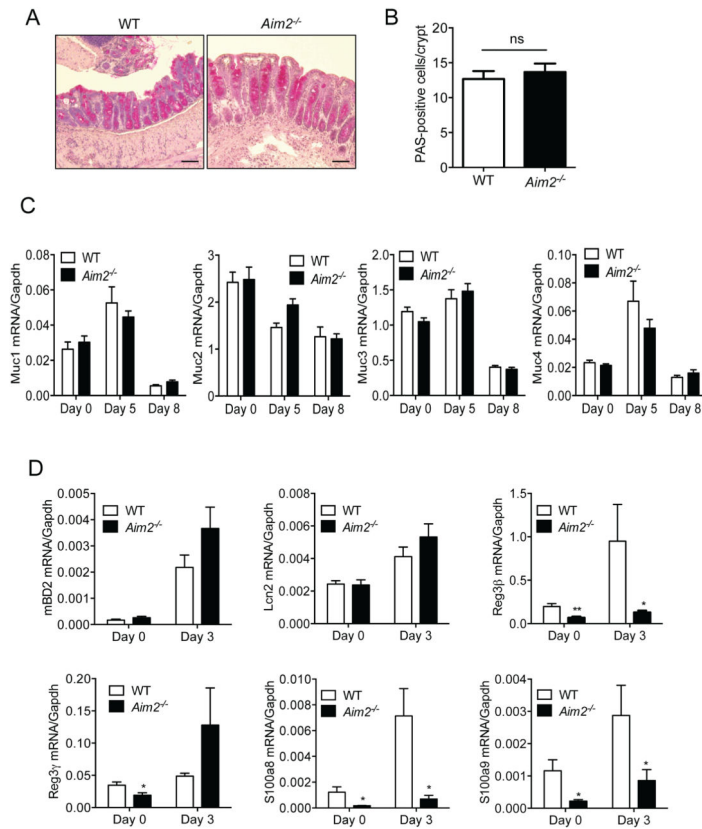 A
WT
Aim2-/-
B
PAS-positive cells/crypt
20
15
10
5
0
ns
WT
Aim2-/-
C
Muc1 mRNA/Gapdh
0.08
0.06
0.04
0.02
0.00
WT
Aim2-/-
Day 0 Day 5 Day 8
Muc2 mRNA/Gapdh
3
2
1
0
WT
Aim2-/-
Day 0 Day 5 Day 8
Muc3 mRNA/Gapdh
2.0
1.5
1.0
0.5
0.0
WT
Aim2-/-
Day 0 Day 5 Day 8
Muc4 mRNA/Gapdh
0.10
0.08
0.06
0.04
0.02
0.00
WT
Aim2-/-
Day 0 Day 5 Day 8
D
mBD2 mRNA/Gapdh
0.005
0.004
0.003
0.002
0.001
0.000
WT
Aim2-/-
Day 0 Day 3
Lcn2 mRNA/Gapdh
0.008
0.006
0.004
0.002
0.000
WT
Aim2-/-
Day 0 Day 3
Reg3β mRNA/Gapdh
1.5
1.0
0.5
0.0
WT
Aim2-/-
**
*
Day 0 Day 3
Reg3γ mRNA/Gapdh
0.20
0.15
0.10
0.05
0.00
WT
Aim2-/-
*
Day 0 Day 3
S100a8 mRNA/Gapdh
0.010
0.008
0.006
0.004
0.002
0.000
WT
Aim2-/-
*
*
Day 0 Day 3
S100a9 mRNA/Gapdh
0.004
0.003
0.002
0.001
0.000
WT
Aim2-/-
*
*
Day 0 Day 3